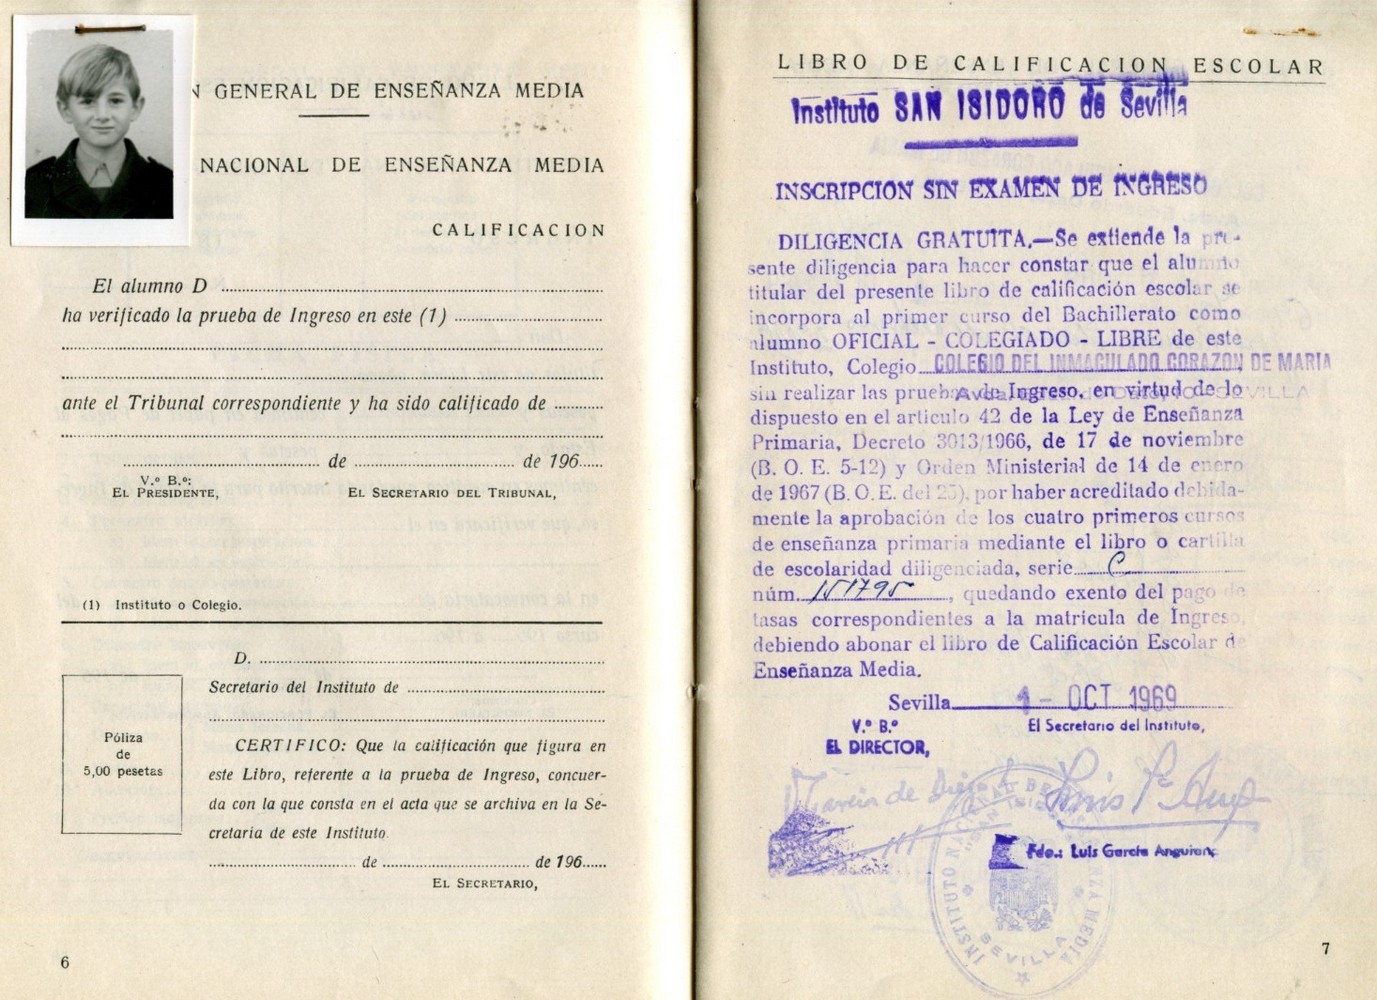 N GENERAL DE ENSEÑANZA MEDIA
NACIONAL DE ENSEÑANZA MEDIA
CALIFICACION
El alumno D
ha verificado la prueba de Ingreso en este (1)
ante el Tribunal correspondiente y ha sido calificado de
de de 196
V.º B.º:
EL PRESIDENTE, EL SECRETARIO DEL TRIBUNAL,
(1) Instituto o Colegio.
D.
Secretario del Instituto de
Póliza
de
5,00 pesetas
CERTIFICO: Que la calificación que figura en
este Libro, referente a la prueba de Ingreso, concuer-
da con la que consta en el acta que se archiva en la Se-
cretaria de este Instituto.
de de 196
EL SECRETARIO,
6
LIBRO DE CALIFICACION ESCOLAR
Instituto SAN ISIDORO de Sevilla
INSCRIPCION SIN EXAMEN DE INGRESO
DILIGENCIA GRATUITA.—Se extiende la pre-
sente diligencia para hacer constar que el alumno
titular del presente libro de calificación escolar se
incorpora al primer curso del Bachillerato como
alumno OFICIAL - COLEGIADO - LIBRE de este
Instituto, Colegio COLEGIO DEL INMACULADO CORAZON DE MARIA
sin realizar las pruebas de Ingreso, en virtud de lo
Avda. SEVILLA
dispuesto en el articulo 42 de la Ley de Enseñanza
Primaria, Decreto 3013/1966, de 17 de noviembre
(B. O. E. 5-12) y Orden Ministerial de 14 de enero
de 1967 (B. O. E. del 25), por haber acreditado debida-
mente la aprobación de los cuatro primeros cursos
de enseñanza primaria mediante el libro o cartilla
de escolaridad diligenciada, serie C
núm. 151795, quedando exento del pago de
tasas correspondientes a la matricula de Ingreso,
debiendo abonar el libro de Calificación Escolar de
Enseñanza Media.
Sevilla 1 - OCT 1969
V.º B.º El Secretario del Instituto,
EL DIRECTOR,
Fdo.: Luis García Anguiano
INSTITUTO NACIONAL DE ENSEÑANZA MEDIA
SEVILLA
7